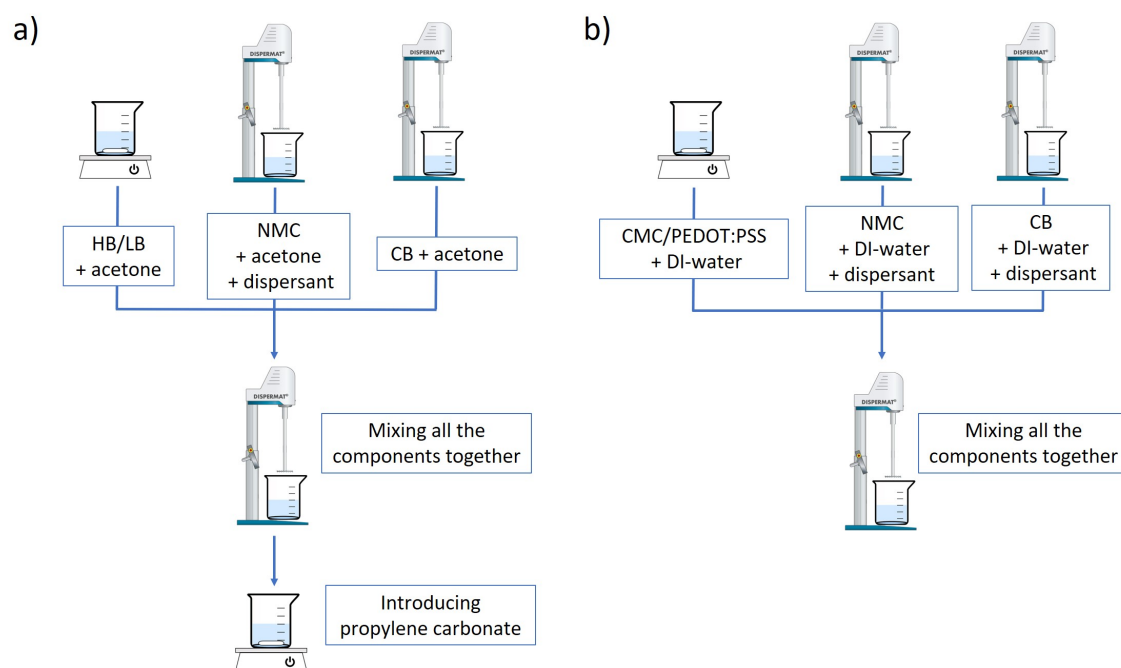 a)
b)
DISPERMAT®
DISPERMAT®
DISPERMAT®
DISPERMAT®
HB/LB
+ acetone
NMC
+ acetone
+ dispersant
CB + acetone
CMC/PEDOT:PSS
+ DI-water
NMC
+ DI-water
+ dispersant
CB
+ DI-water
+ dispersant
DISPERMAT®
Mixing all the
components together
DISPERMAT®
Mixing all the
components together
Introducing
propylene carbonate